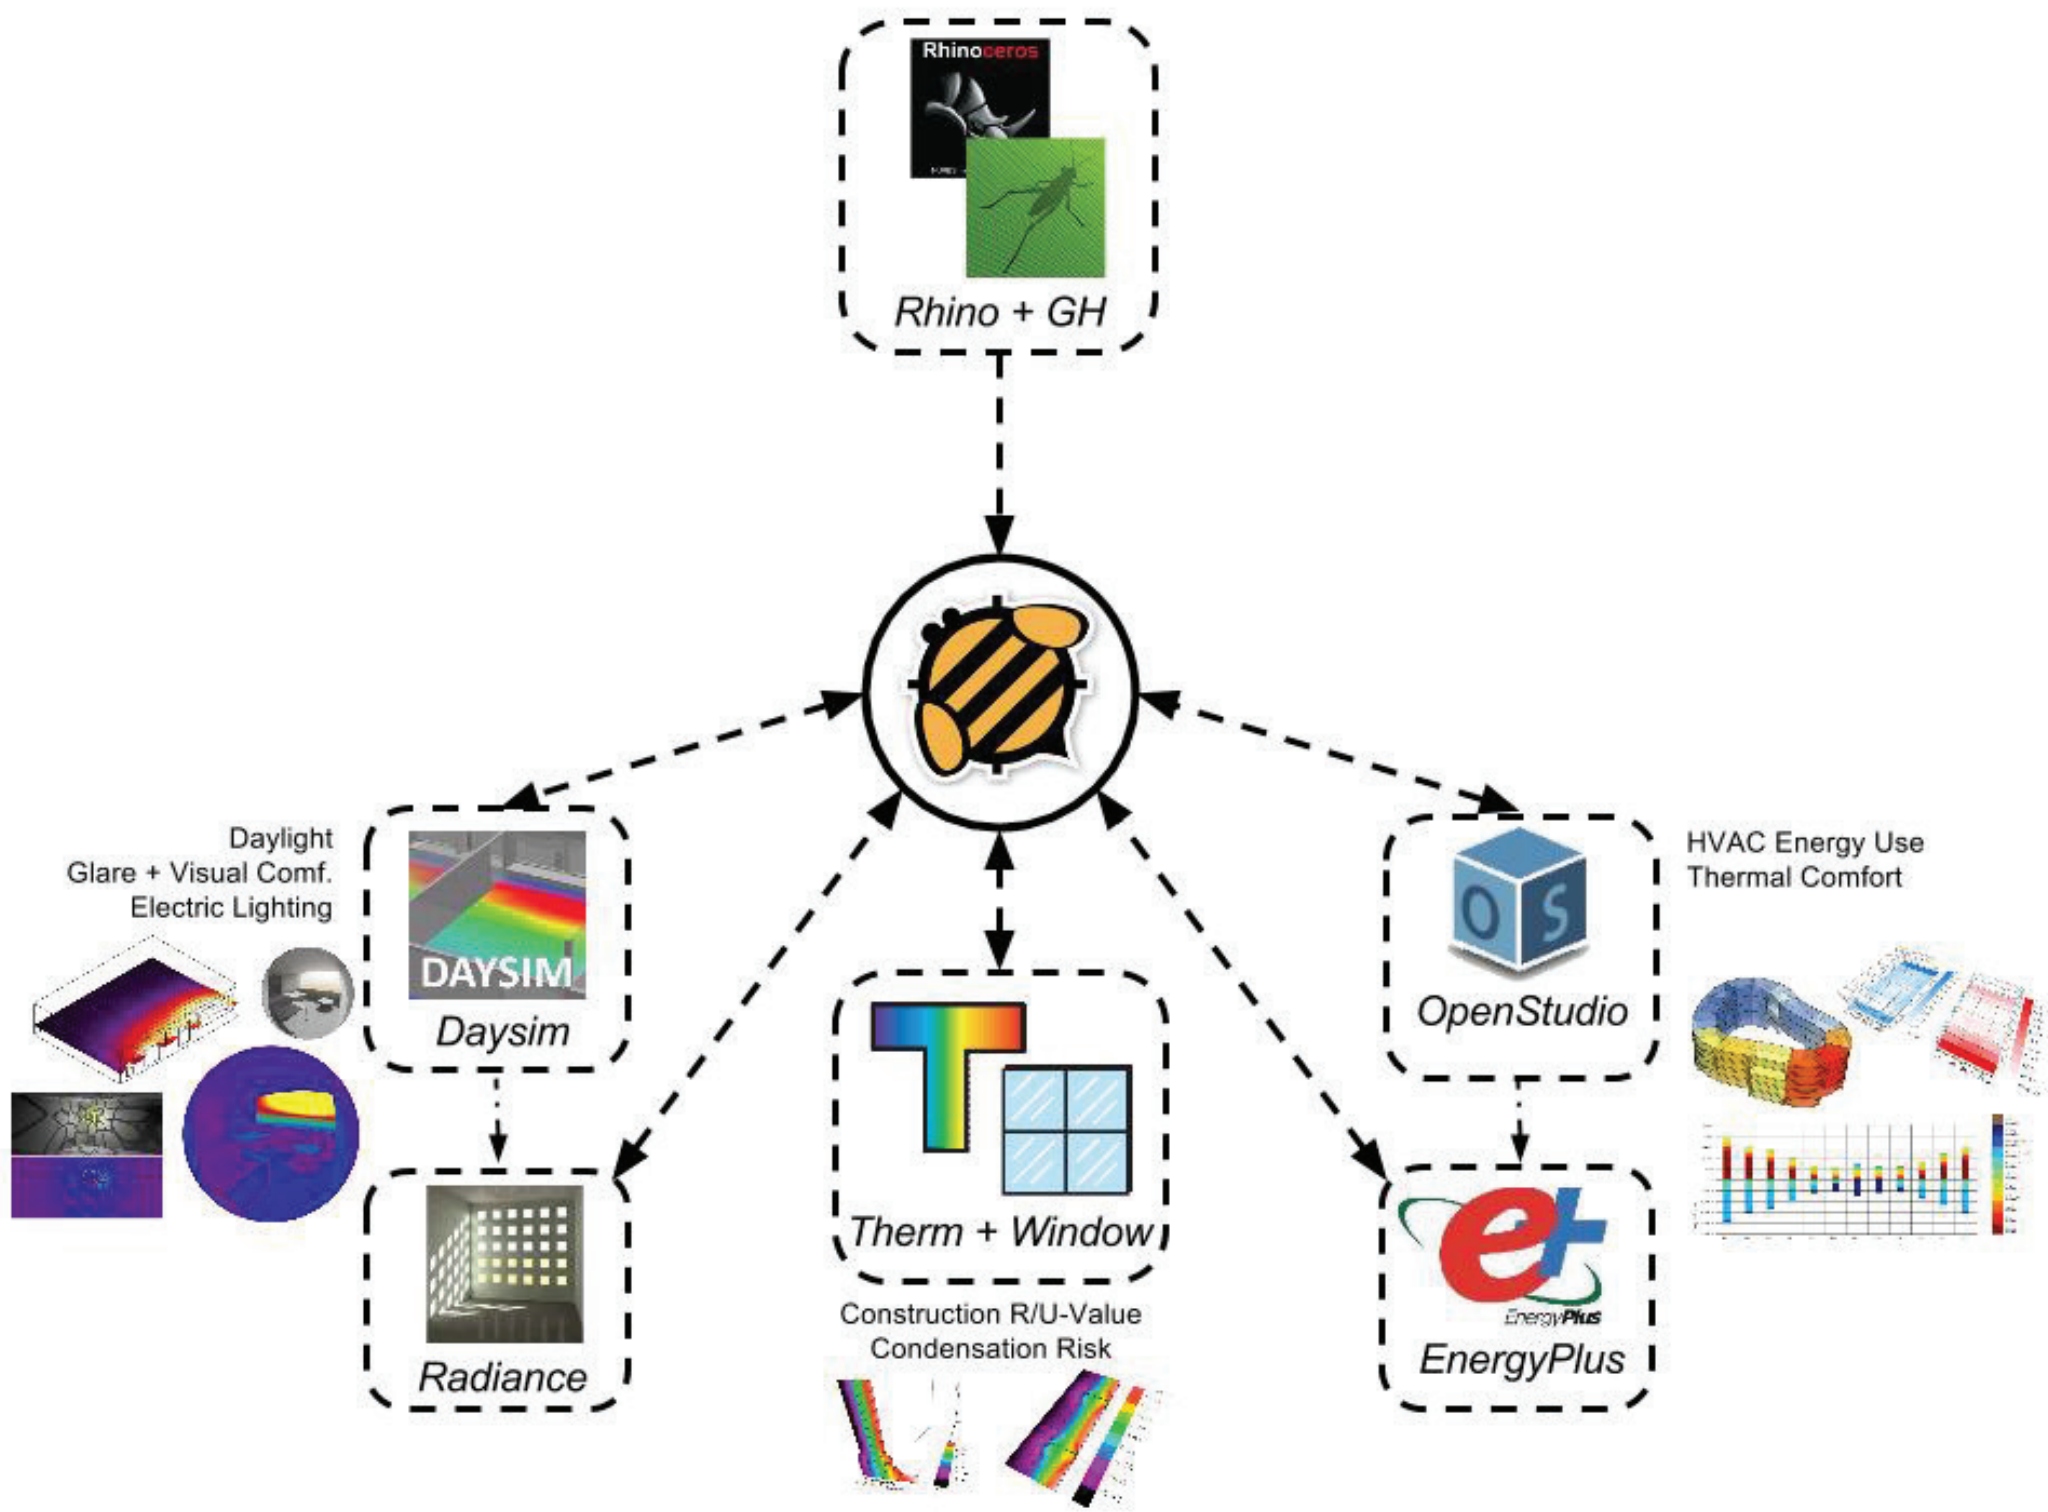 Rhinoceros
Rhino + GH
Daylight
Glare + Visual Comf.
Electric Lighting
DAYSIM
Daysim
Radiance
Therm + Window
Construction R/U-Value
Condensation Risk
OS
OpenStudio
HVAC Energy Use
Thermal Comfort
e+
EnergyPlus
EnergyPlus